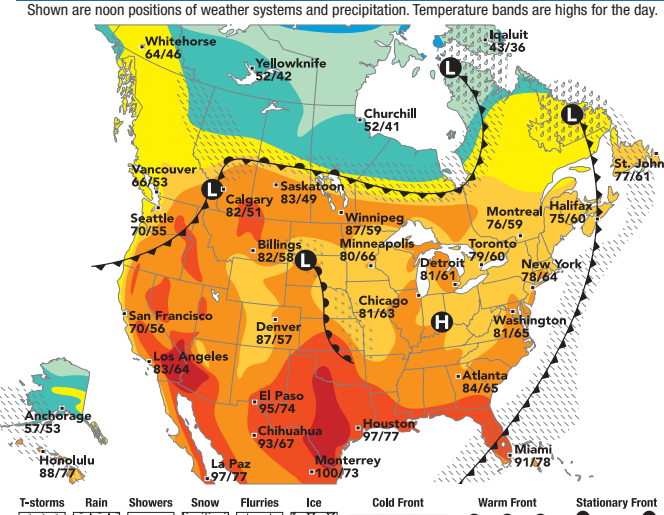 Shown are noon positions of weather systems and precipitation. Temperature bands are highs for the day.
Whitehorse
64/46
Iqaluit
43/36
Yellowknife
52/42
L
L
Churchill
52/41
St. John
77/61
Vancouver
66/53
L
Calgary
82/51
Saskatoon
83/49
Seattle
70/55
Winnipeg
87/59
Montreal
76/59
Halifax
75/60
Billings
82/58
L
Minneapolis
80/66
Toronto
79/60
Detroit
81/61
New York
78/64
Chicago
81/63
San Francisco
70/56
Denver
87/57
H
Washington
81/65
Los Angeles
83/64
Atlanta
84/65
El Paso
95/74
Anchorage
57/53
Houston
97/77
Chihuahua
93/67
Honolulu
88/77
La Paz
97/77
Monterrey
100/73
Miami
91/78
T-storms Rain Showers Snow Flurries Ice Cold Front Warm Front Stationary Front